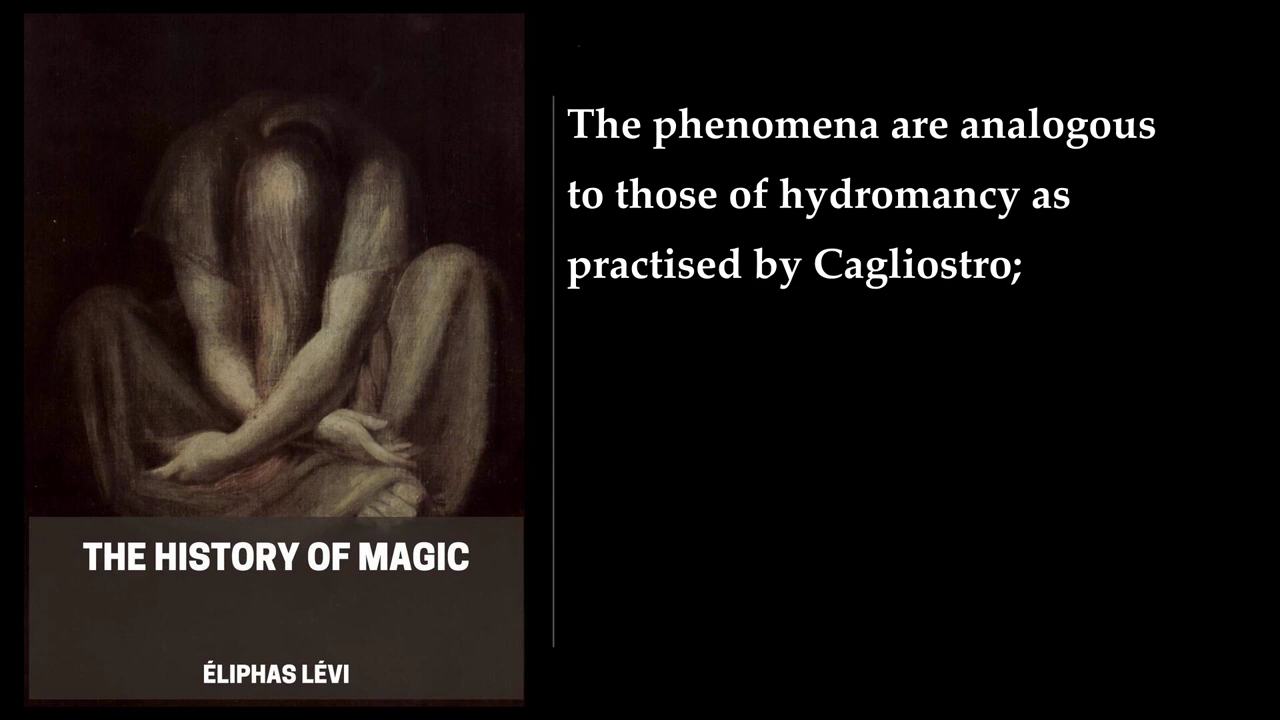 THE HISTORY OF MAGIC
ÉLIPHAS LÉVI
The phenomena are analogous
to those of hydromancy as
practised by Cagliostro;